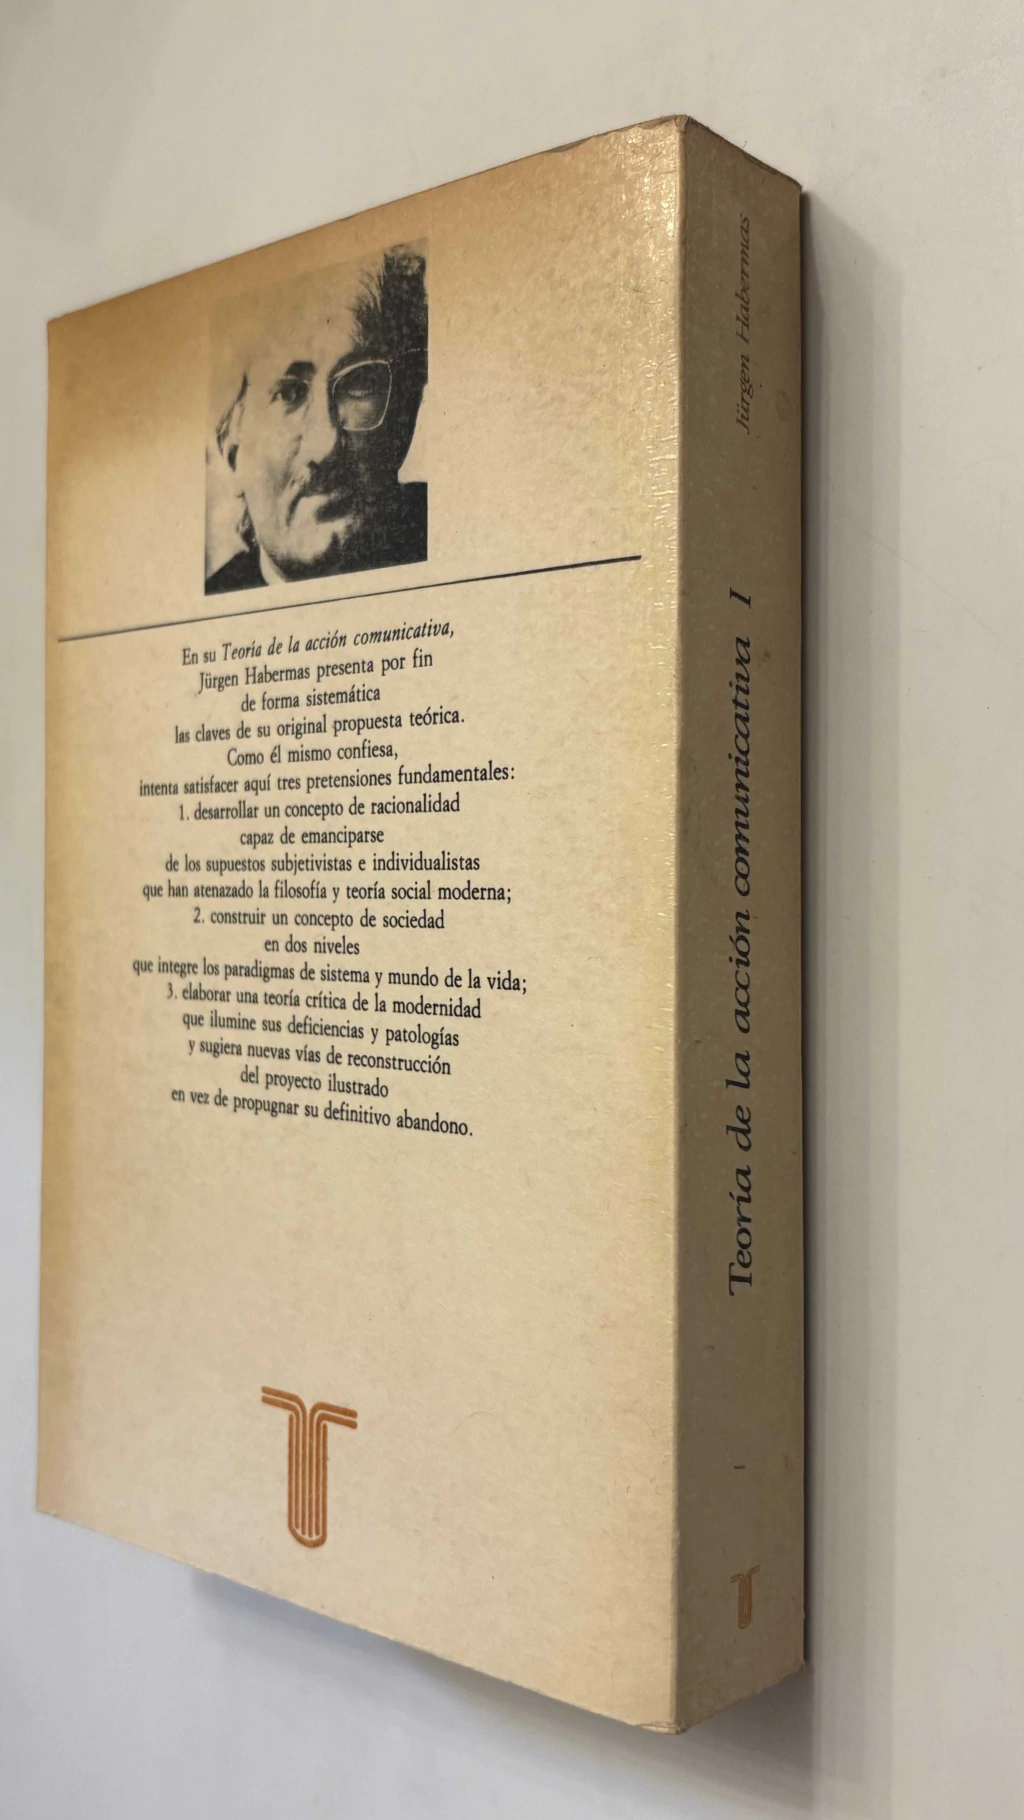 En su Teoría de la acción comunicativa,
Jürgen Habermas presenta por fin
de forma sistemática
las claves de su original propuesta teórica.
Como él mismo confiesa,
intenta satisfacer aquí tres pretensiones fundamentales:
1. desarrollar un concepto de racionalidad
capaz de emanciparse
de los supuestos subjetivistas e individualistas
que han atenazado la filosofía y teoría social moderna;
2. construir un concepto de sociedad
en dos niveles
que integre los paradigmas de sistema y mundo de la vida;
3. elaborar una teoría crítica de la modernidad
que ilumine sus deficiencias y patologías
y sugiera nuevas vías de reconstrucción
del proyecto ilustrado
en vez de propugnar su definitivo abandono.
Jürgen Habermas
Teoría de la acción comunicativa I